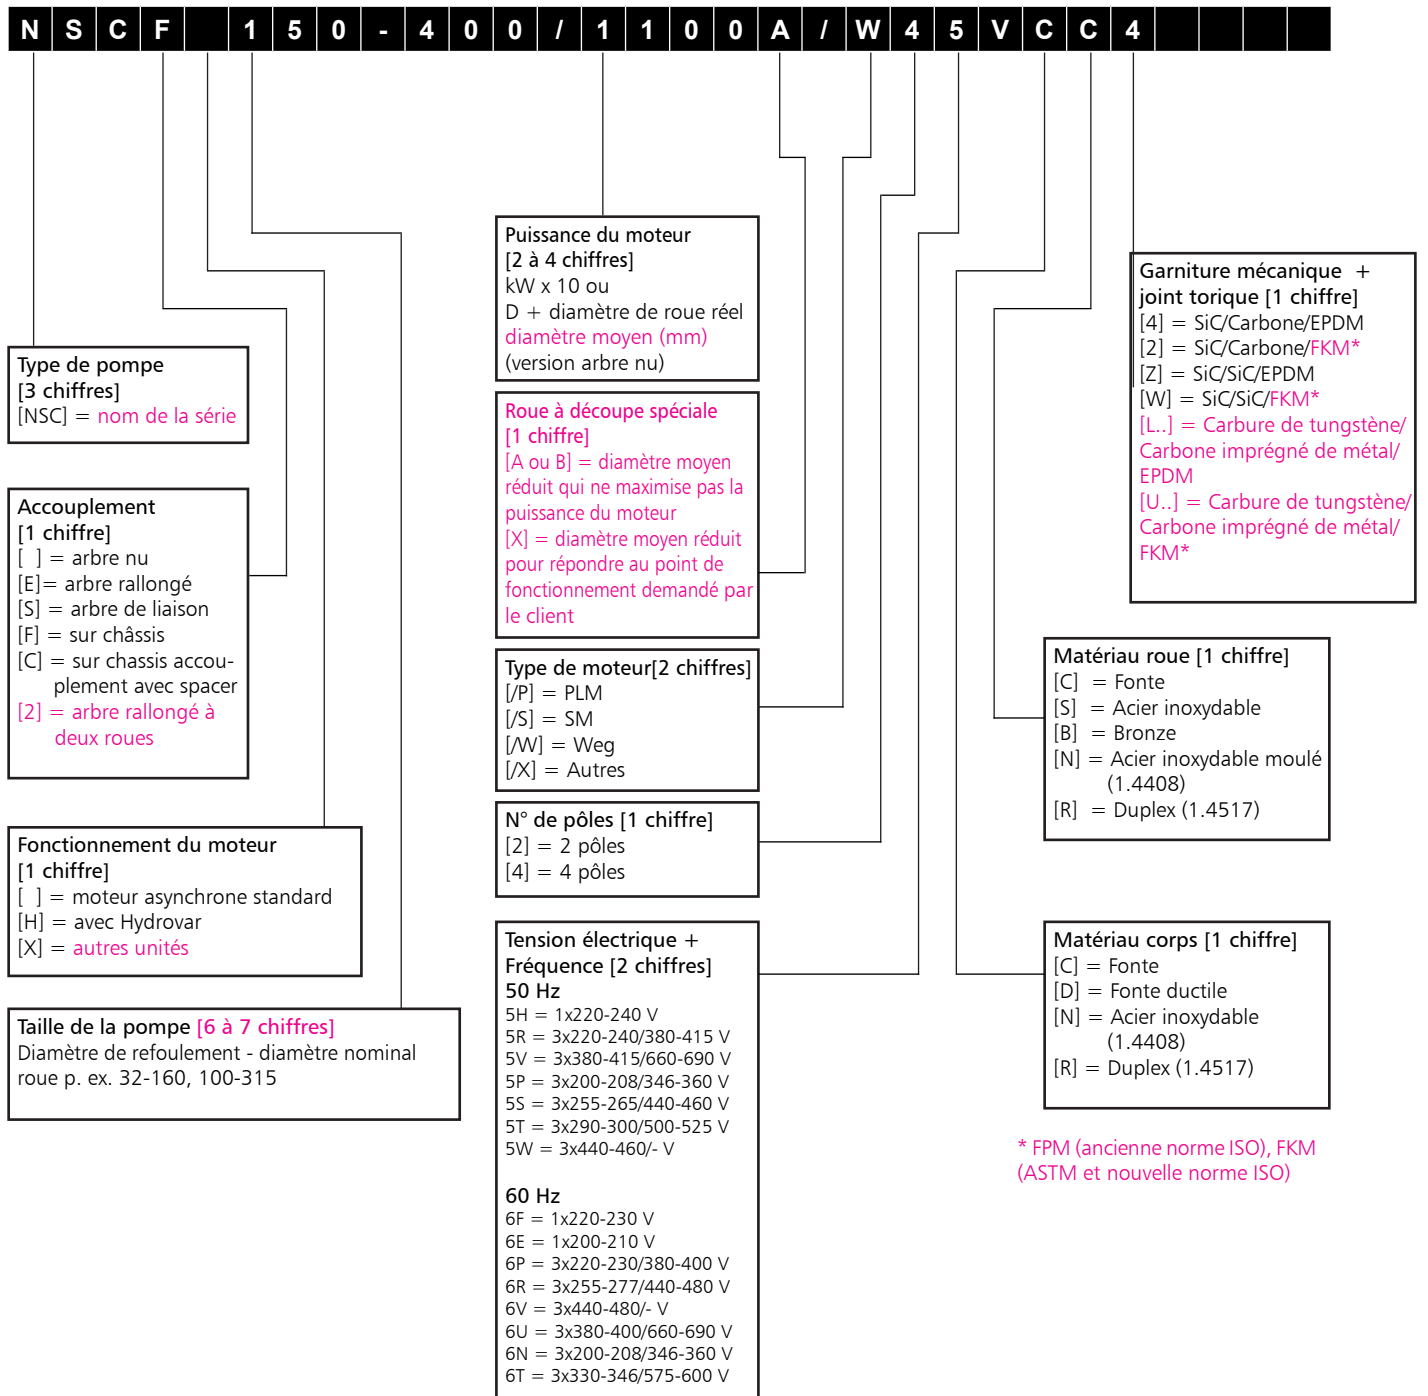 NSCF 150-400/1100A/W45VCC4
Puissance du moteur
[2 à 4 chiffres]
kW x 10 ou
D + diamètre de roue réel
diamètre moyen (mm)
(version arbre nu)
Garniture mécanique +
joint torique [1 chiffre]
[4] = SiC/Carbone/EPDM
[2] = SiC/Carbone/FKM*
[Z] = SiC/SiC/EPDM
[W] = SiC/SiC/FKM*
[L..] = Carbure de tungstène/
Carbone imprégné de métal/
EPDM
[U..] = Carbure de tungstène/
Carbone imprégné de métal/
FKM*
Type de pompe
[3 chiffres]
[NSC] = nom de la série
Roue à découpe spéciale
[1 chiffre]
[A ou B] = diamètre moyen
réduit qui ne maximise pas la
puissance du moteur
[X] = diamètre moyen réduit
pour répondre au point de
fonctionnement demandé par
le client
Accouplement
[1 chiffre]
[ ] = arbre nu
[E]= arbre rallongé
[S] = arbre de liaison
[F] = sur châssis
[C] = sur chassis accou-
plement avec spacer
[2] = arbre rallongé à
deux roues
Type de moteur[2 chiffres]
[/P] = PLM
[/S] = SM
[/W] = Weg
[/X] = Autres
Matériau roue [1 chiffre]
[C] = Fonte
[S] = Acier inoxydable
[B] = Bronze
[N] = Acier inoxydable moulé
(1.4408)
[R] = Duplex (1.4517)
N° de pôles [1 chiffre]
[2] = 2 pôles
[4] = 4 pôles
Fonctionnement du moteur
[1 chiffre]
[ ] = moteur asynchrone standard
[H] = avec Hydrovar
[X] = autres unités
Tension électrique +
Fréquence [2 chiffres]
50 Hz
5H = 1x220-240 V
5R = 3x220-240/380-415 V
5V = 3x380-415/660-690 V
5P = 3x200-208/346-360 V
5S = 3x255-265/440-460 V
5T = 3x290-300/500-525 V
5W = 3x440-460/- V
60 Hz
6F = 1x220-230 V
6E = 1x200-210 V
6P = 3x220-230/380-400 V
6R = 3x255-277/440-480 V
6V = 3x440-480/- V
6U = 3x380-400/660-690 V
6N = 3x200-208/346-360 V
6T = 3x330-346/575-600 V
Matériau corps [1 chiffre]
[C] = Fonte
[D] = Fonte ductile
[N] = Acier inoxydable
(1.4408)
[R] = Duplex (1.4517)
Taille de la pompe [6 à 7 chiffres]
Diamètre de refoulement - diamètre nominal
roue p. ex. 32-160, 100-315
* FPM (ancienne norme ISO), FKM
(ASTM et nouvelle norme ISO)